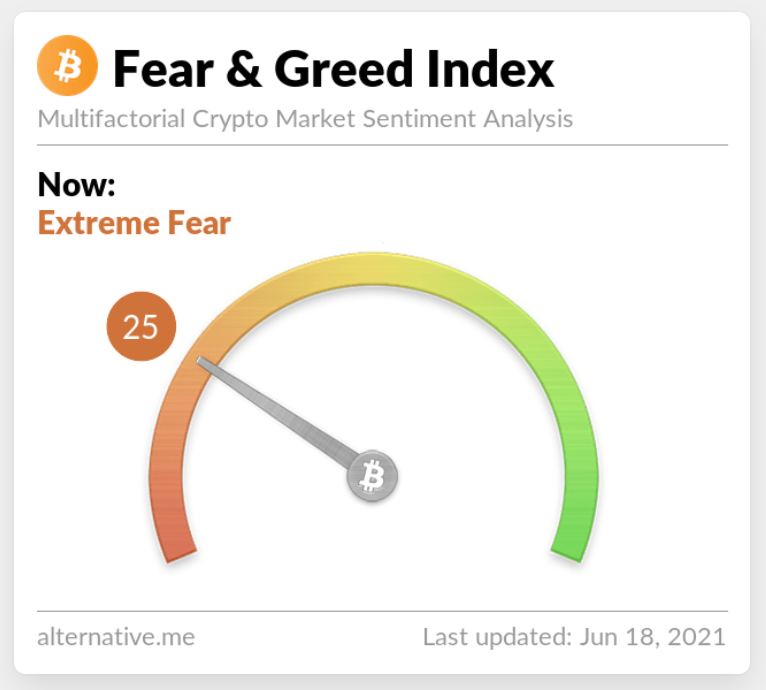 Fear & Greed Index
Multifactorial Crypto Market Sentiment Analysis
Now:
Extreme Fear
25
alternative.me
Last updated: Jun 18, 2021